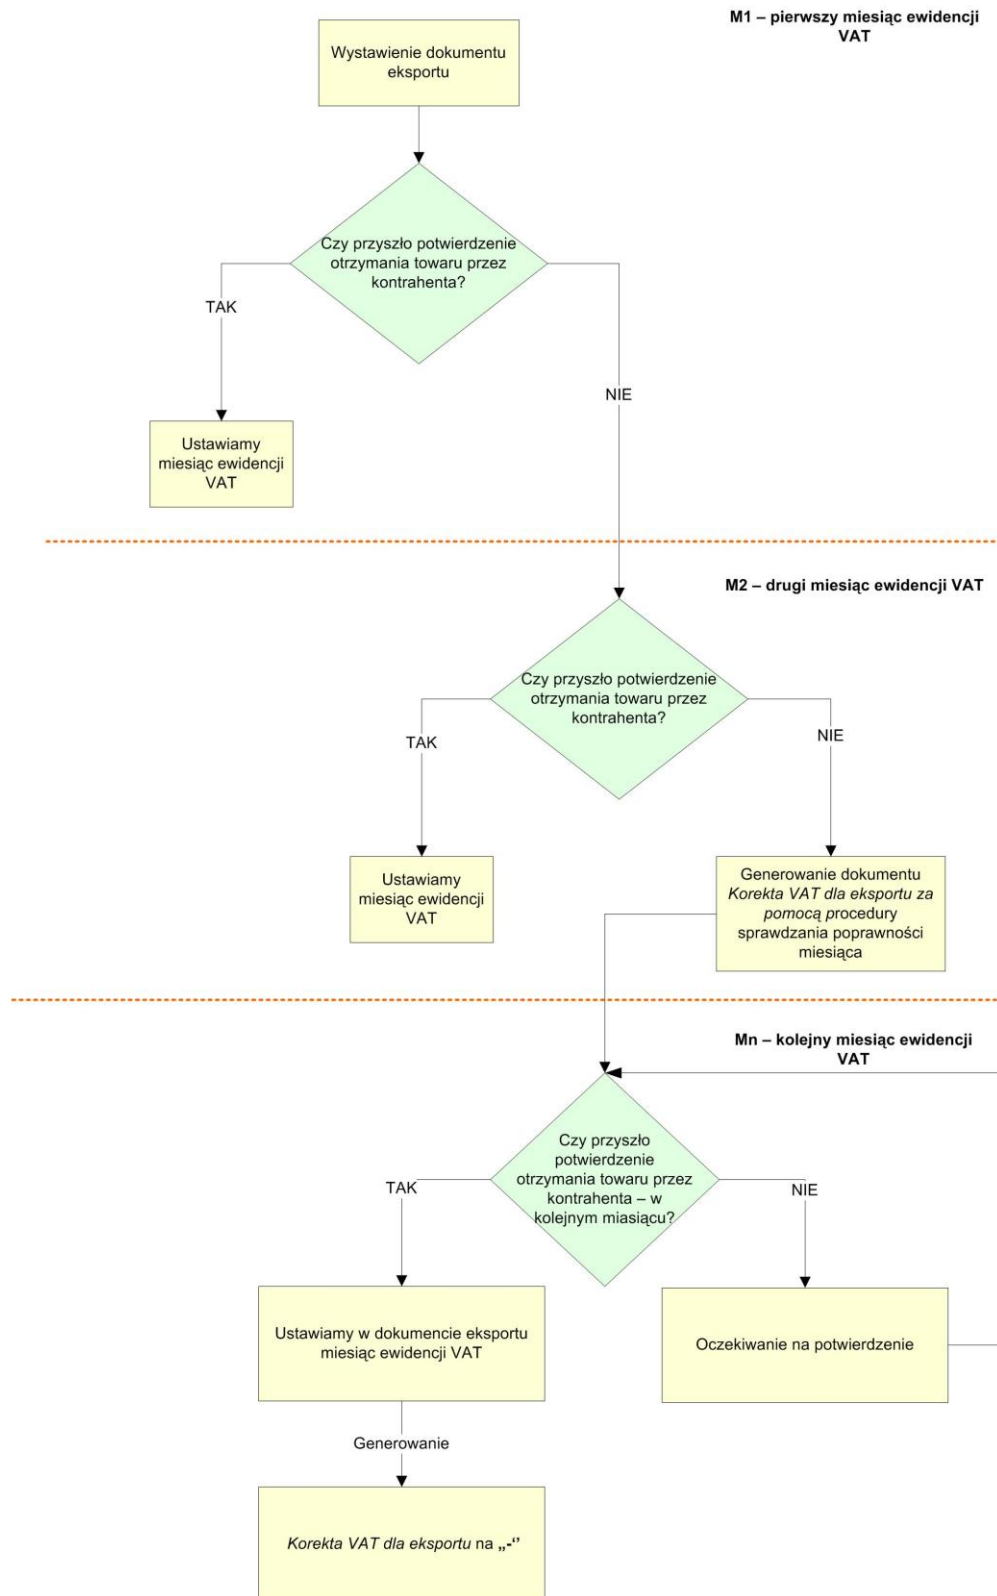 M1 – pierwszy miesiąc ewidencji
VAT
Wystawienie dokumentu
eksportu
Czy przyszło potwierdzenie
otrzymania towaru przez
kontrahenta?
TAK
NIE
Ustawiamy
miesiąc ewidencji
VAT
M2 – drugi miesiąc ewidencji VAT
Czy przyszło potwierdzenie
otrzymania towaru przez
kontrahenta?
TAK
NIE
Ustawiamy
miesiąc ewidencji
VAT
Generowanie dokumentu
Korekta VAT dla eksportu za
pomocą procedury
sprawdzania poprawności
miesiąca
Mn – kolejny miesiąc ewidencji
VAT
Czy przyszło
potwierdzenie
otrzymania towaru przez
kontrahenta – w
kolejnym miasiącu?
TAK
NIE
Ustawiamy w dokumencie eksportu
miesiąc ewidencji VAT
Oczekiwanie na potwierdzenie
Generowanie
Korekta VAT dla eksportu na „-‘’